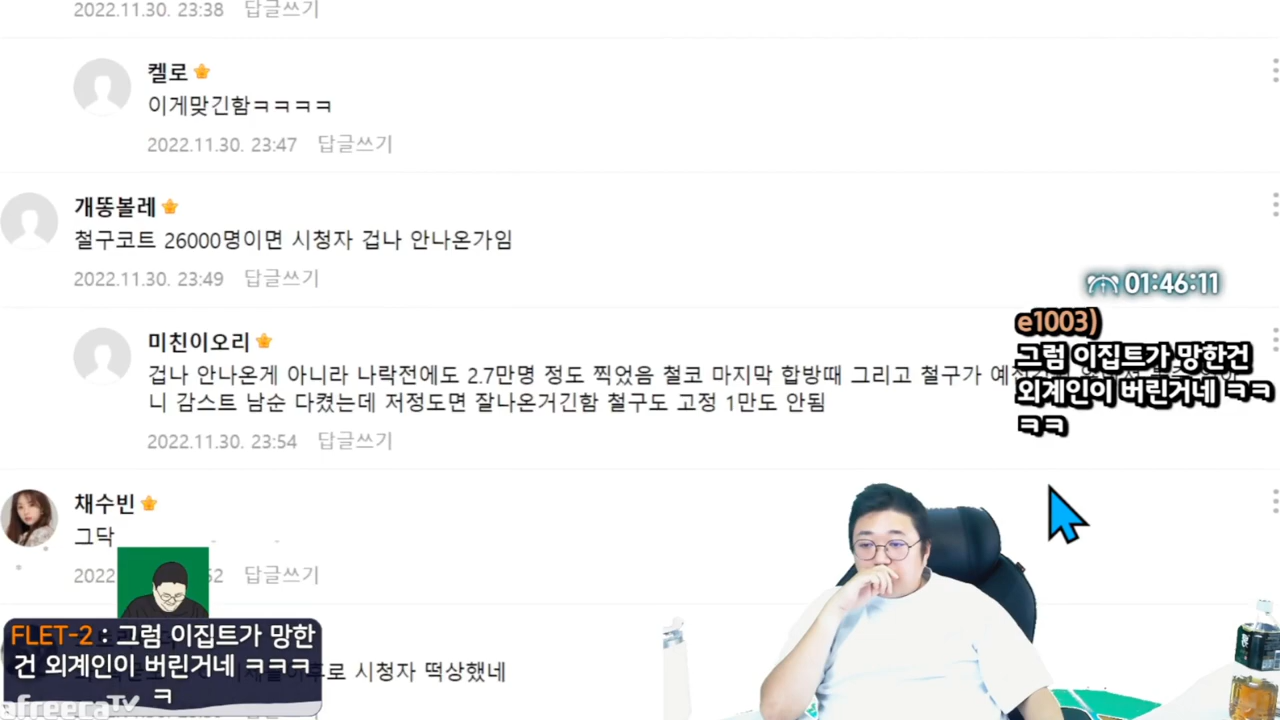 2022.11.30. 23:38 답글쓰기
켈로
이게맞긴함ㅋㅋㅋㅋ
2022.11.30. 23:47 답글쓰기
개똥볼레
철구코트 26000명이면 시청자 겁나 안나온가임
2022.11.30. 23:49 답글쓰기
01:46:11
e1003)
그럼 이집트가 망한건
외계인이 버린거네 ㅋㅋ
ㅋㅋ
미친이오리
겁나 안나온게 아니라 나락전에도 2.7만명 정도 찍었음 철코 마지막 합방때 그리고 철구가
니 감스트 남순 다켰는데 저정도면 잘나온거긴함 철구도 고정 1만도 안됨
2022.11.30. 23:54 답글쓰기
채수빈
그닥
2022 52 답글쓰기
FLET-2 : 그럼 이집트가 망한
건 외계인이 버린거네 ㅋㅋㅋ
ㅋ
로 시청자 떡상했네
afreecaTV